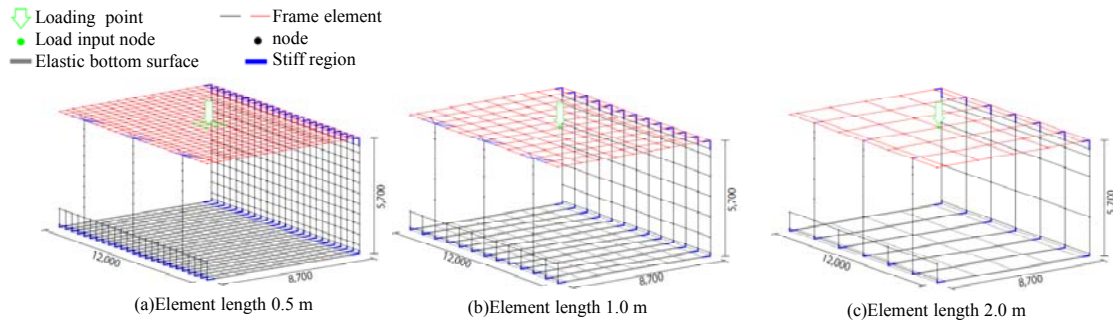 Loading point
Load input node
Elastic bottom surface
Frame element
node
Stiff region
5,700
12,000
8,700
(a)Element length 0.5 m
5,700
12,000
8,700
(b)Element length 1.0 m
5,700
12,000
8,700
(c)Element length 2.0 m